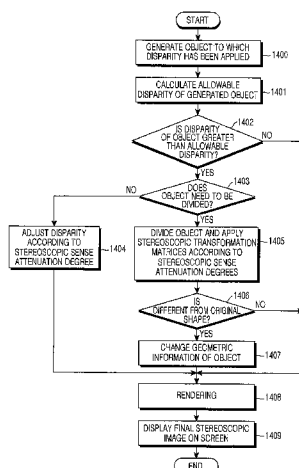 START
GENERATE OBJECT TO WHICH
DISPARITY HAS BEEN APPLIED
1400
CALCULATE ALLOWABLE
DISPARITY OF GENERATED OBJECT
1401
1402
IS DISPARITY
OF OBJECT GREATER
THAN ALLOWABLE
DISPARITY?
NO
YES
1403
DOES
OBJECT NEED TO BE
DIVIDED?
NO
YES
ADJUST DISPARITY
ACCORDING TO
STEREOSCOPIC SENSE
ATTENUATION DEGREE
1404
DIVIDE OBJECT AND APPLY
STEREOSCOPIC TRANSFORMATION
MATRICES ACCORDING TO
STEREOSCOPIC SENSE
ATTENUATION DEGREES
1405
1406
IS
DIFFERENT FROM ORIGINAL
SHAPE?
NO
YES
CHANGE GEOMETRIC
INFORMATION OF OBJECT
1407
RENDERING
1408
DISPLAY FINAL STEREOSCOPIC
IMAGE ON SCREEN
1409
END